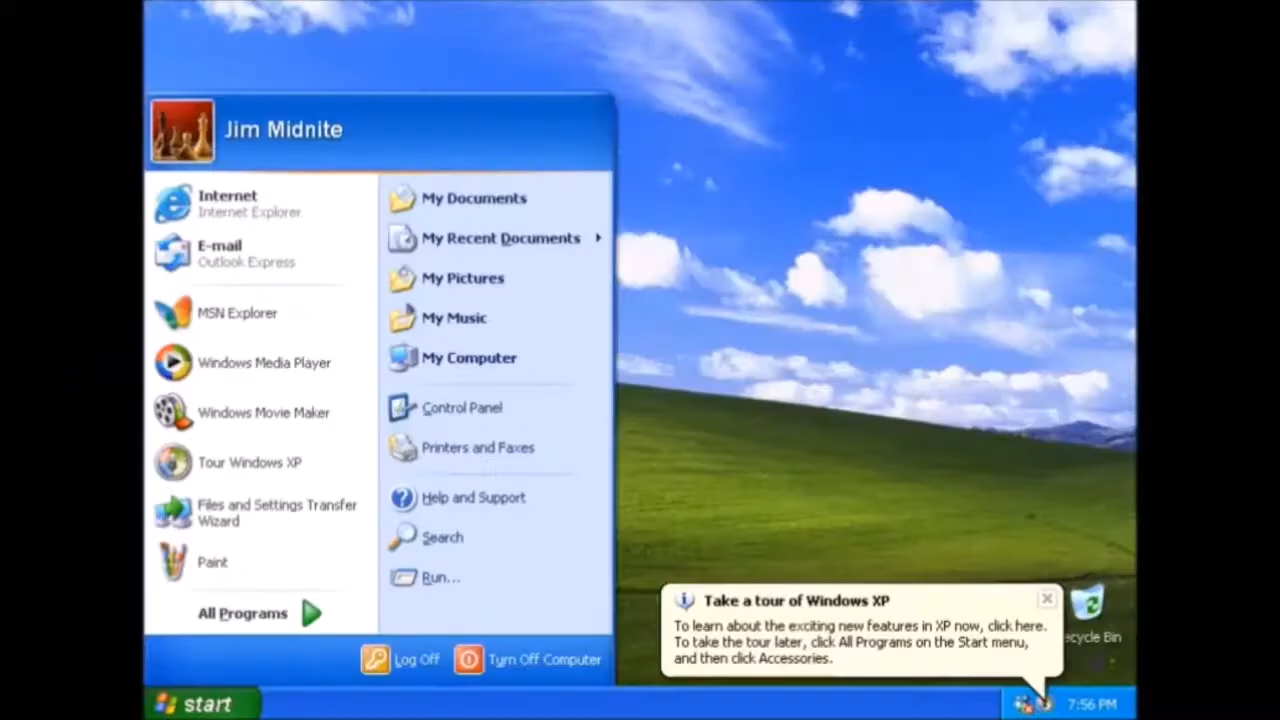 Jim Midnite
Internet
Internet Explorer
E-mail
Outlook Express
MSN Explorer
Windows Media Player
Windows Movie Maker
Tour Windows XP
Files and Settings Transfer
Wizard
Paint
All Programs
My Documents
My Recent Documents
My Pictures
My Music
My Computer
Control Panel
Printers and Faxes
Help and Support
Search
Run...
Log Off
Turn Off Computer
Take a tour of Windows XP
To learn about the exciting new features in XP now, click here.
To take the tour later, click All Programs on the Start menu,
and then click Accessories.
ecycle Bin
start
7:56 PM